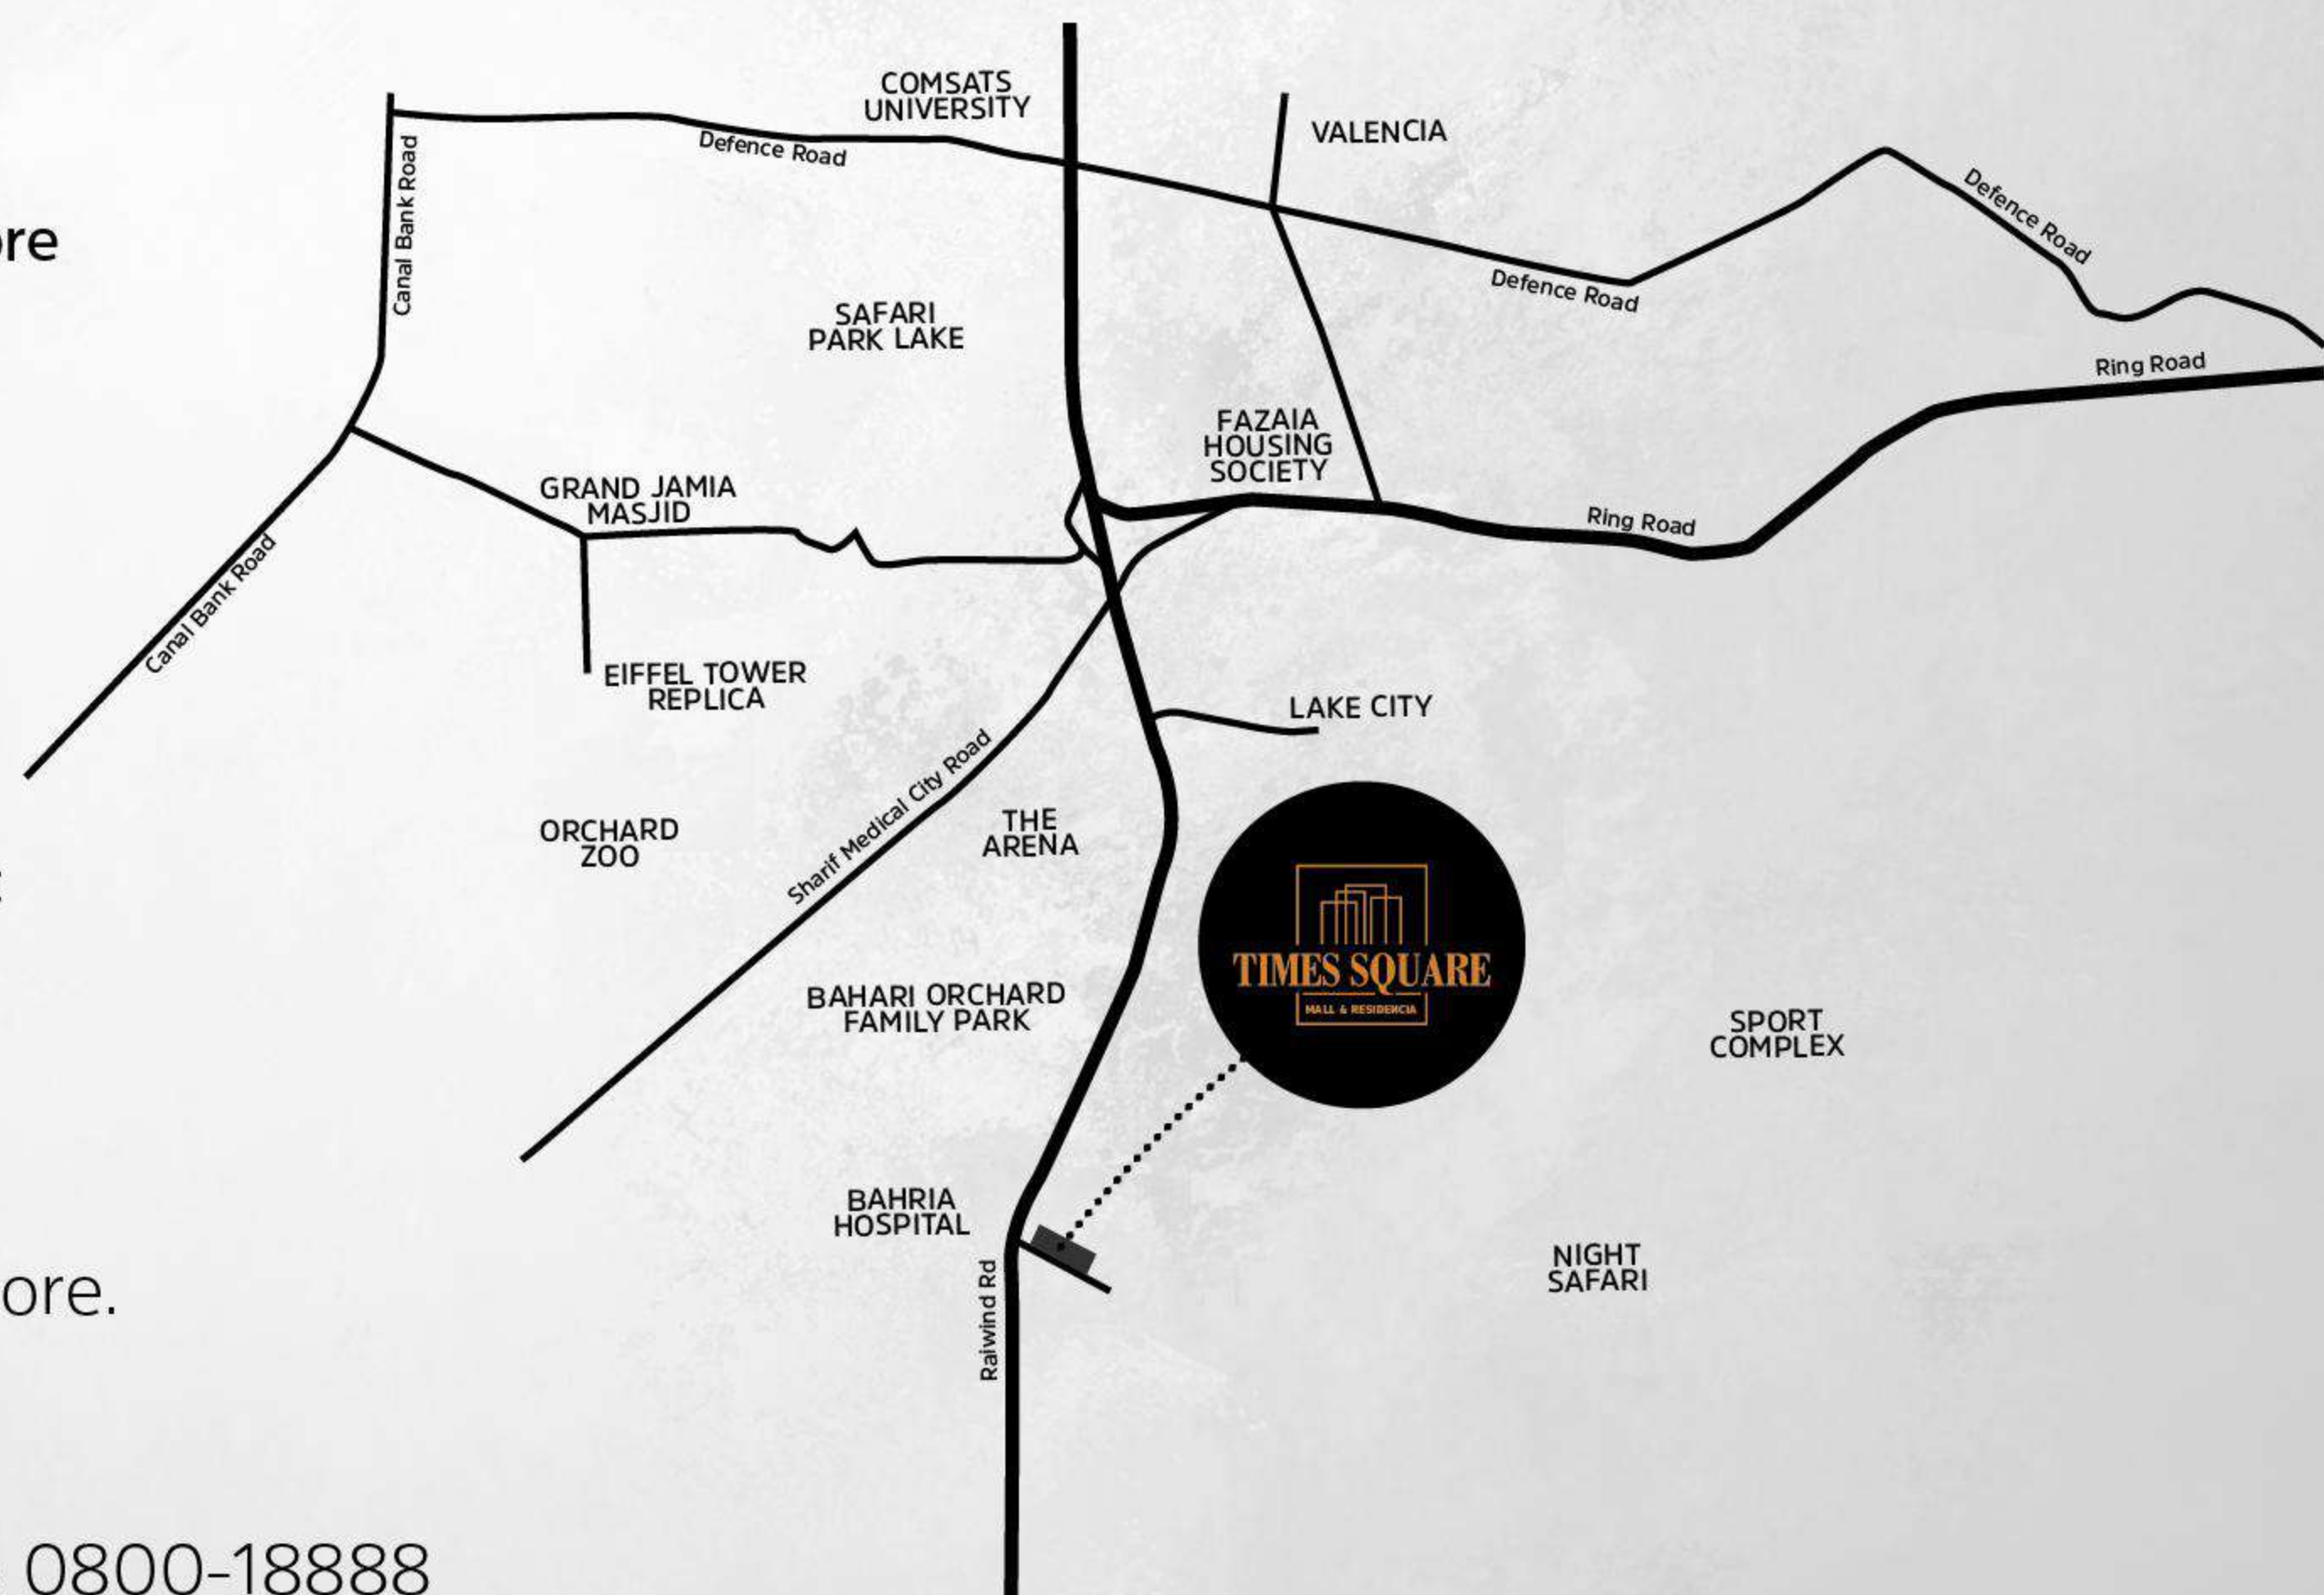 COMSATS
UNIVERSITY
VALENCIA
Defence Road
Canal Bank Road
Defence Road
ore
Defence Road
SAFARI
PARK LAKE
Ring Road
FAZAIA
HOUSING
SOCIETY
GRAND JAMIA
MASJID
Ring Road
Canal Bank Road
EIFFEL TOWER
REPLICA
LAKE CITY
Sharif Medical City Road
ORCHARD
ZOO
THE
ARENA
TIMES SQUARE
MALL & RESIDENCIA
BAHARI ORCHARD
FAMILY PARK
SPORT
COMPLEX
BAHRIA
HOSPITAL
NIGHT
SAFARI
Raiwind Rd
ore.
0800-18888